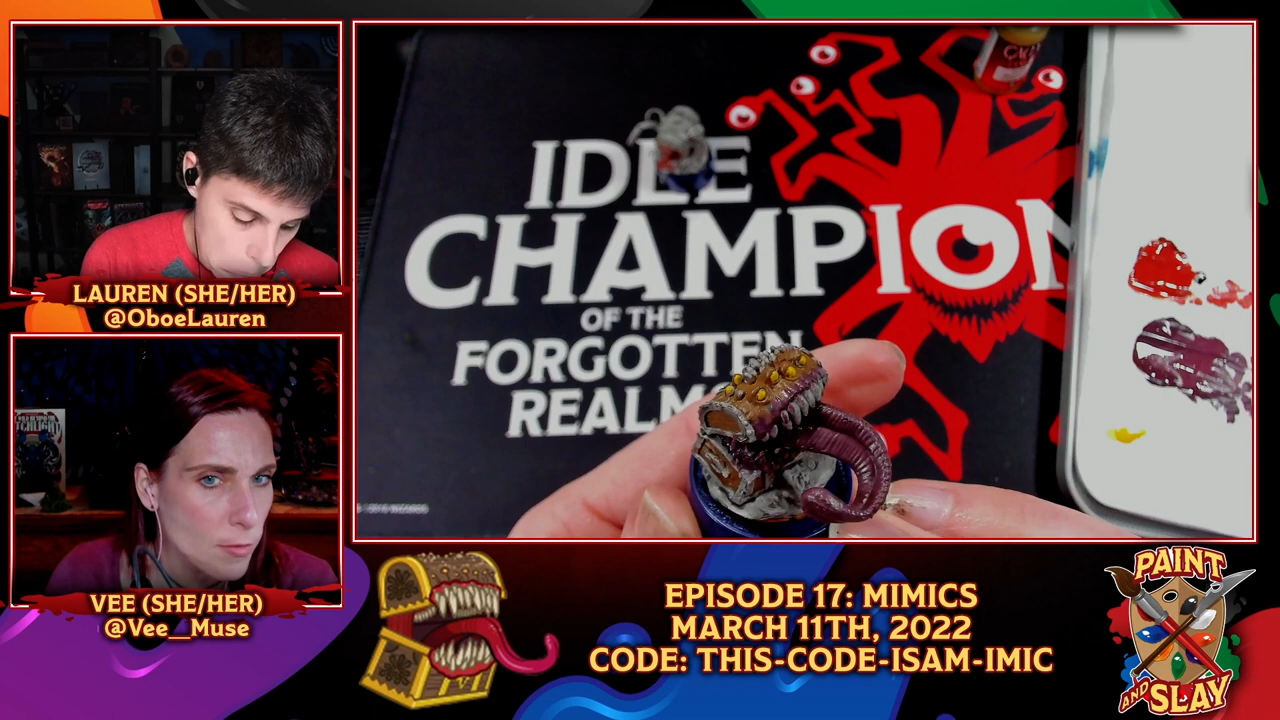 LAUREN (SHE/HER)
@OboeLauren
VEE (SHE/HER)
@Vee__Muse
IDLE
CHAMPION
OF THE
FORGOTTEN
REALMS
EPISODE 17: MIMICS
MARCH 11TH, 2022
CODE: THIS-CODE-ISAM-IMIC
PAINT
AND SLAY